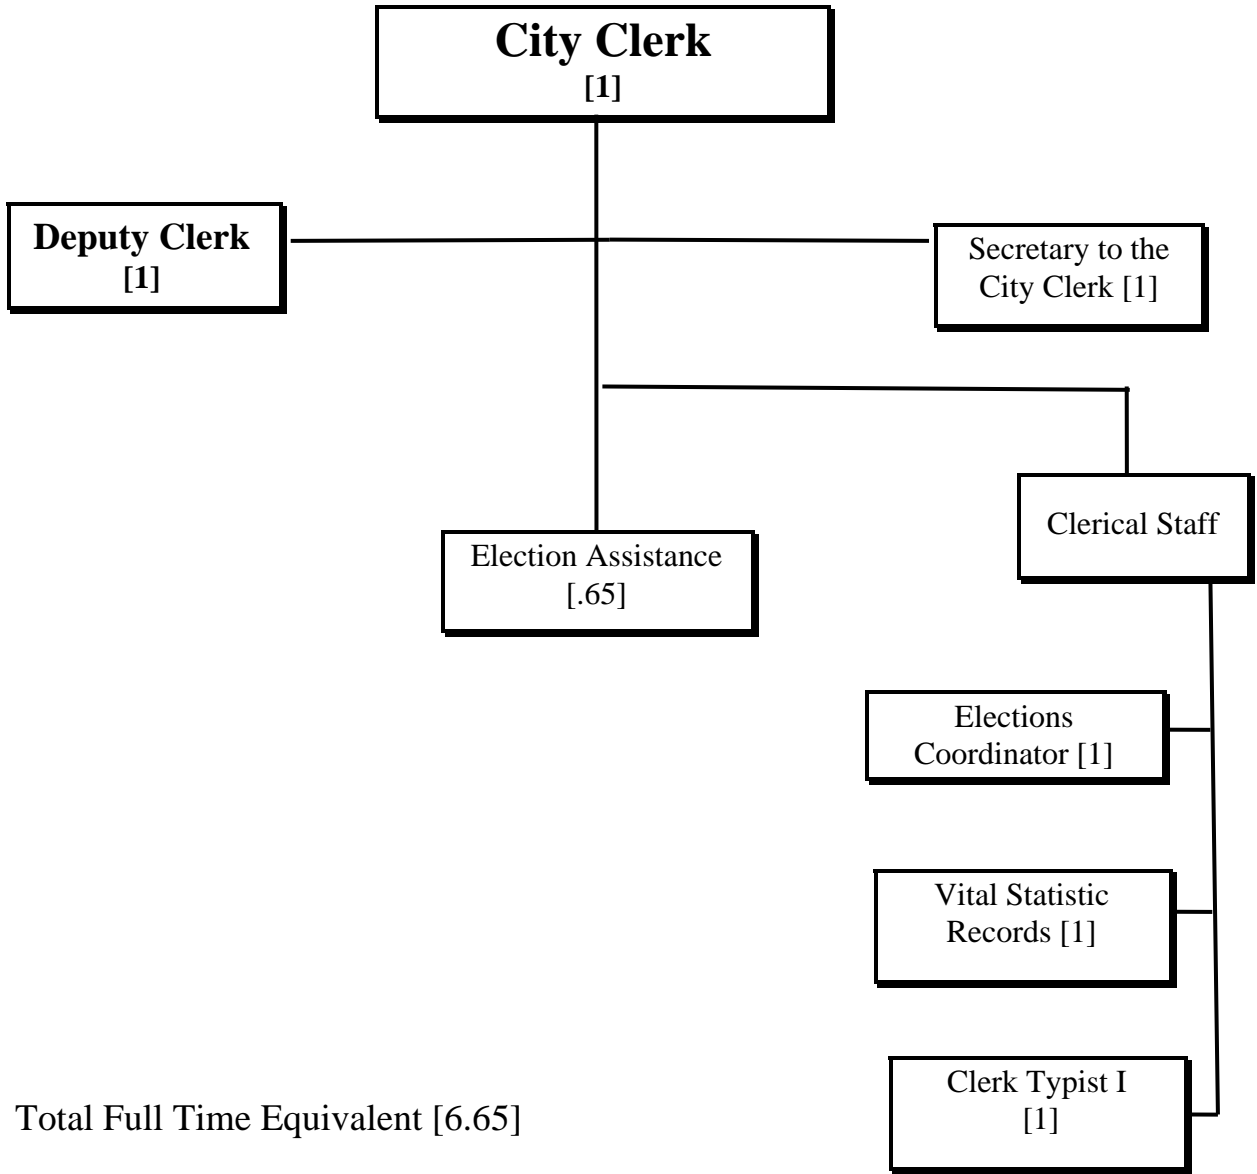 City Clerk
[1]
Deputy Clerk
[1]
Secretary to the
City Clerk [1]
Clerical Staff
Election Assistance
[.65]
Elections
Coordinator [1]
Vital Statistic
Records [1]
Clerk Typist I
[1]
Total Full Time Equivalent [6.65]